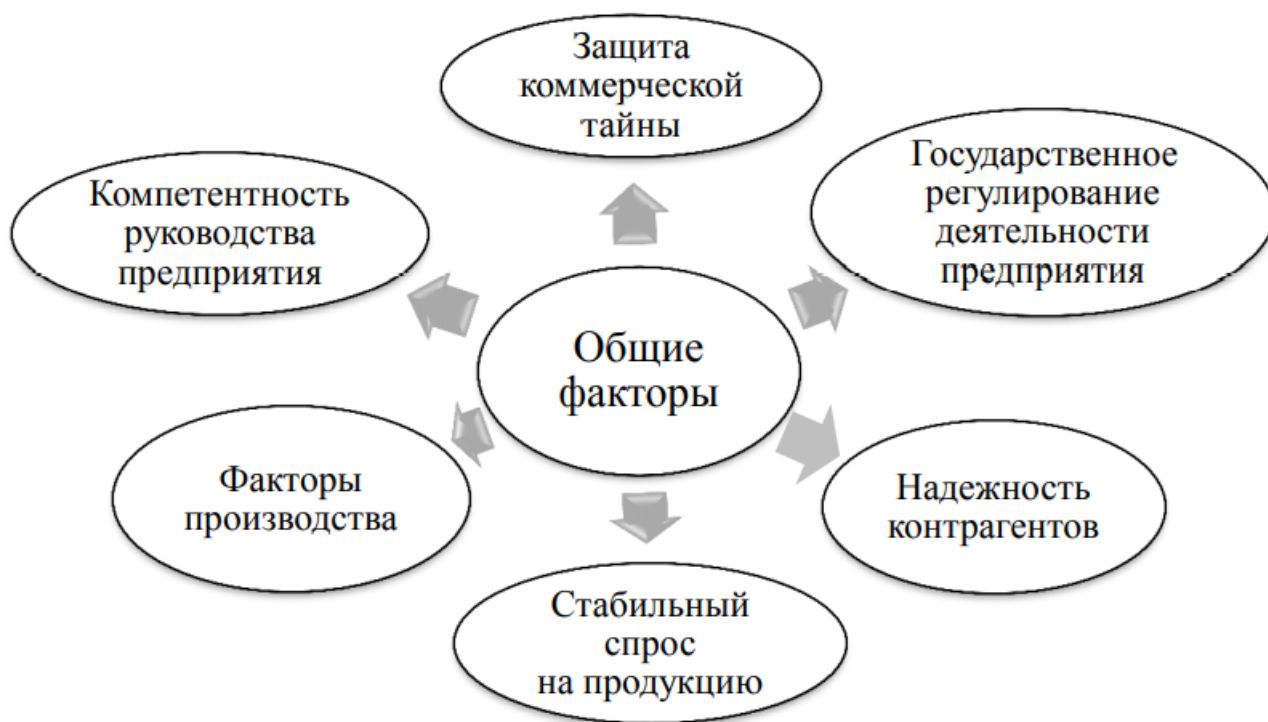 Защита
коммерческой
тайны
Компетентность
руководства
предприятия
Государственное
регулирование
деятельности
предприятия
Общие
факторы
Факторы
производства
Надежность
контрагентов
Стабильный
спрос
на продукцию